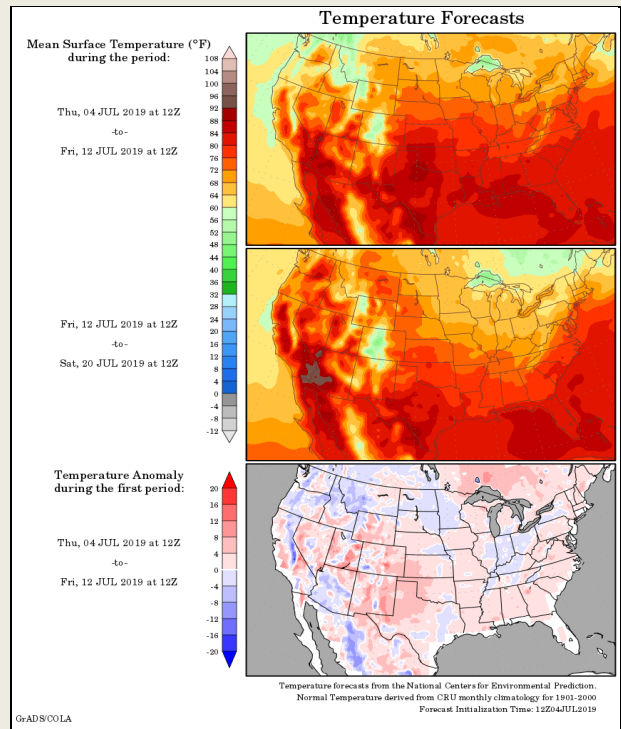 Temperature Forecasts
Mean Surface Temperature (°F)
during the period:
Thu, 04 JUL 2019 at 12Z
-to-
Fri, 12 JUL 2019 at 12Z
108
104
100
96
92
88
84
80
76
72
68
64
60
56
52
48
44
40
36
32
28
24
20
16
12
8
4
0
-4
-8
-12
Fri, 12 JUL 2019 at 12Z
-to-
Sat, 20 JUL 2019 at 12Z
Temperature Anomaly
during the first period:
Thu, 04 JUL 2019 at 12Z
-to-
Fri, 12 JUL 2019 at 12Z
20
16
12
8
4
0
-4
-8
-12
-16
-20
Temperature forecasts from the National Centers for Environmental Prediction.
Normal Temperature derived from CRU monthly climatology for 1901-2000
Forecast Initialization Time: 12Z04JUL2019
GrADS/COLA